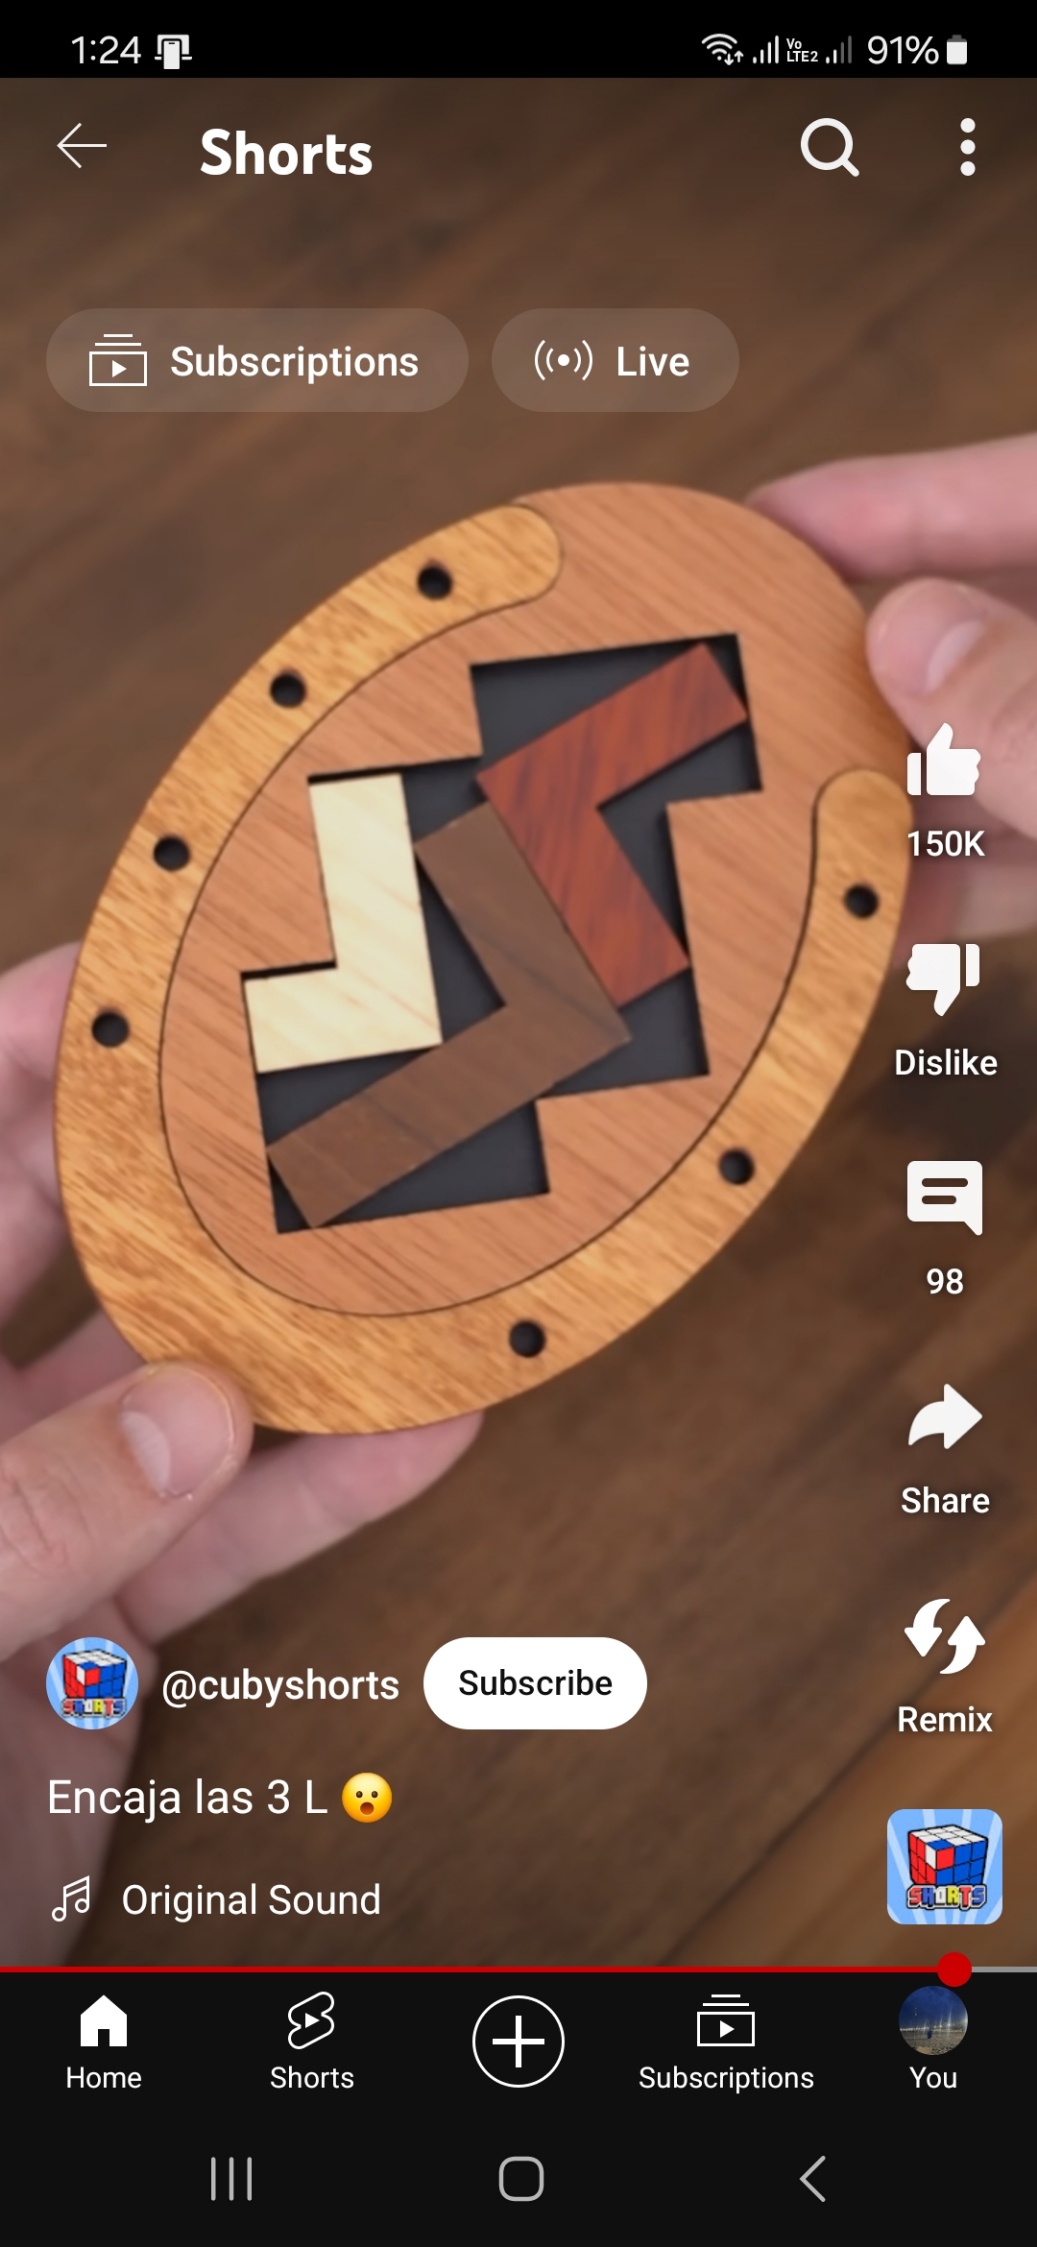 1:24
Vo
LTE2
91%
Shorts
Subscriptions
Live
150K
Dislike
98
Share
@cubyshorts
Subscribe
Remix
Encaja las 3 L 😮
SHORTS
Original Sound
SHORTS
Home
Shorts
Subscriptions
You